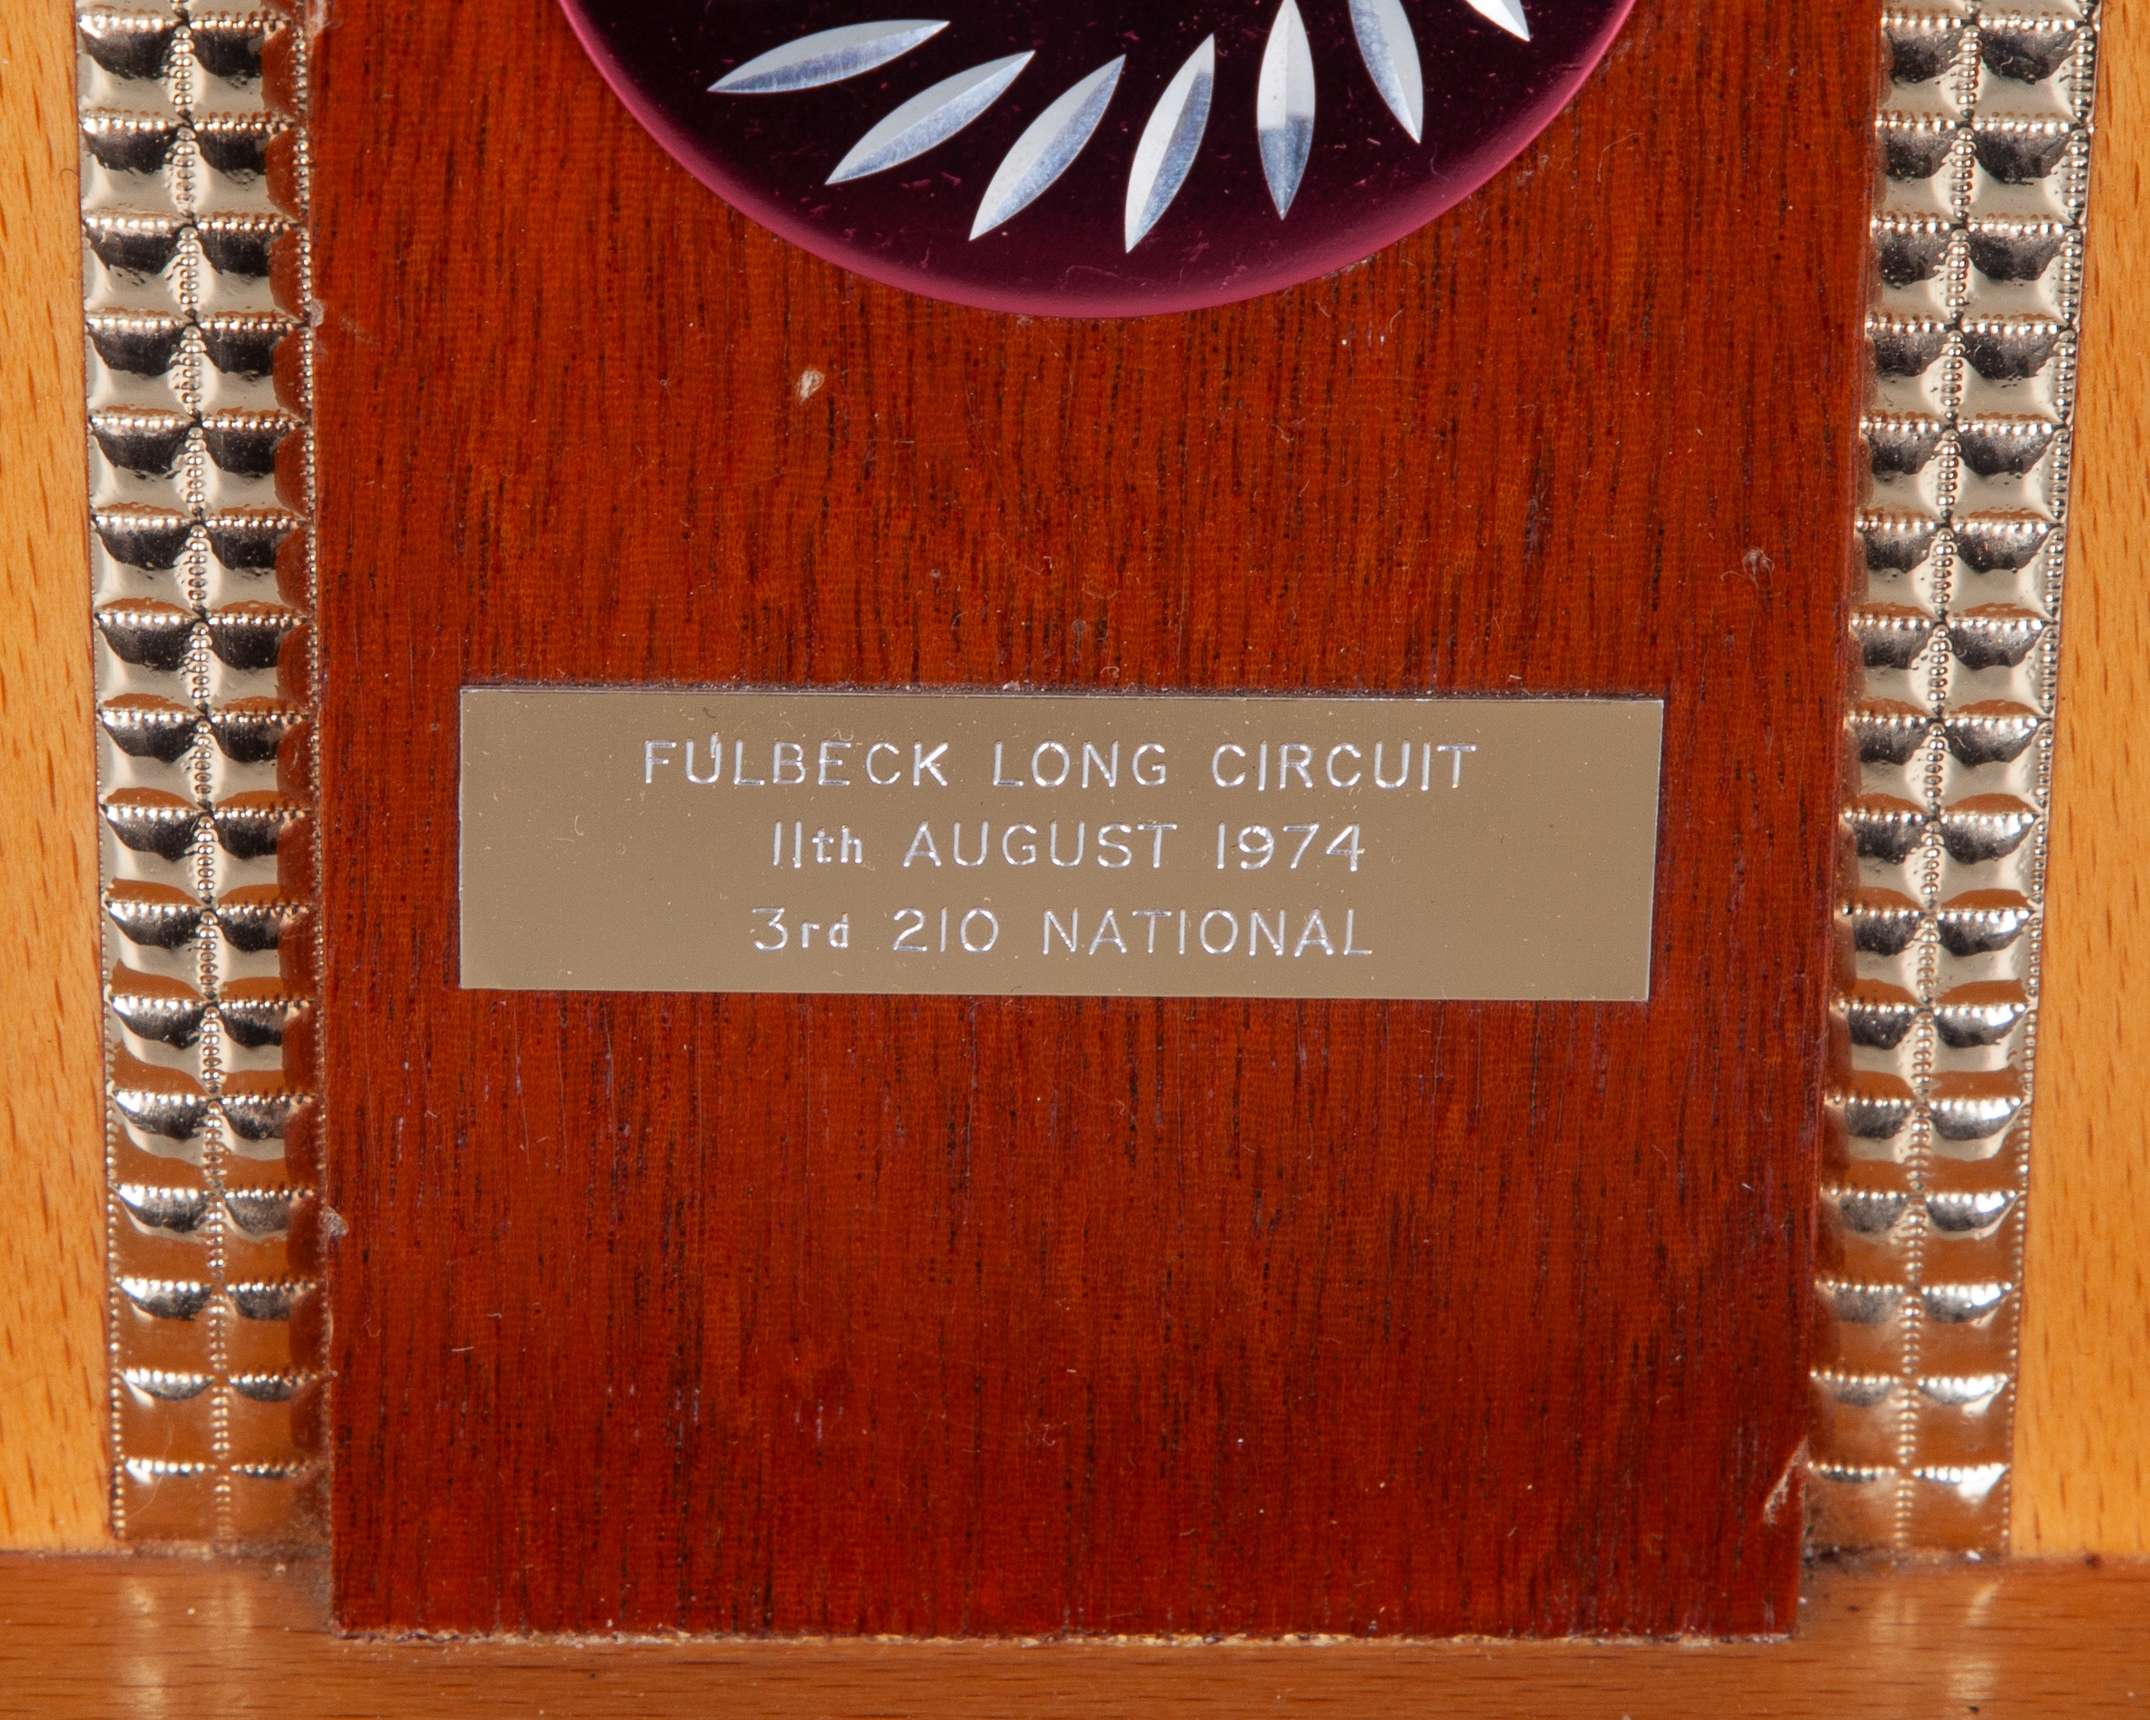 FULBECK LONG CIRCUIT
11th AUGUST 1974
3rd 210 NATIONAL